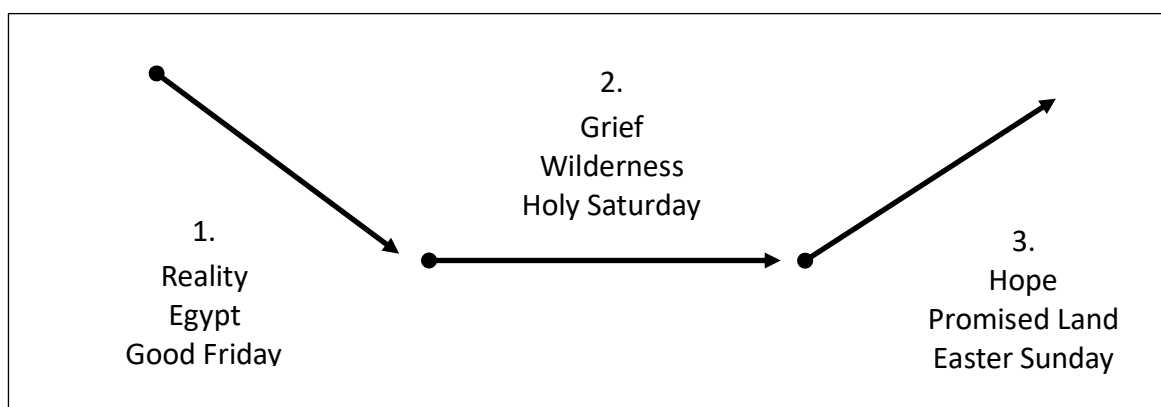 1.
Reality
Egypt
Good Friday
2.
Grief
Wilderness
Holy Saturday
3.
Hope
Promised Land
Easter Sunday